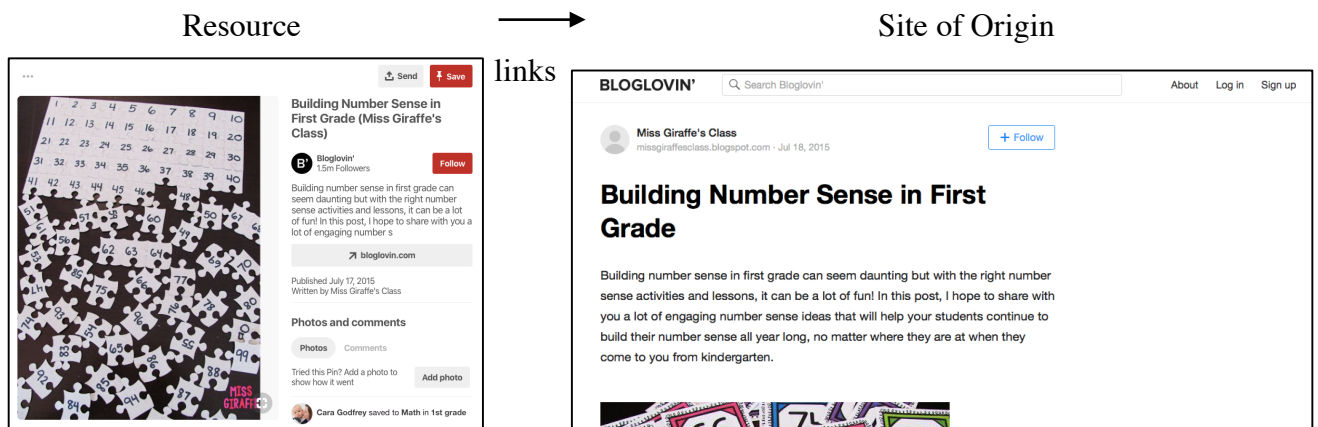 Resource
Site of Origin
links
Send
Save
Building Number Sense in
First Grade (Miss Giraffe's
Class)
Bloglovin'
1.5m Followers
Follow
Building number sense in first grade can
seem daunting but with the right number
sense activities and lessons, it can be a lot
of fun! In this post, I hope to share with you a
lot of engaging number s
bloglovin.com
Published July 17, 2015
Written by Miss Giraffe's Class
Photos and comments
Photos Comments
Tried this Pin? Add a photo to
show how it went
Add photo
Cara Godfrey saved to Math in 1st grade
1 2 3 4 5 6 7 8 9 10
11 12 13 14 15 16 17 18 19 20
21 22 23 24 25 26 27 28 29 30
31 32 33 34 35 36 37 38 39 40
41 42 43 44 45 46 48
MISS
GIRAFFE
BLOGLOVIN'
Search Bloglovin'
About Log in Sign up
Miss Giraffe's Class
missgiraffesclass.blogspot.com · Jul 18, 2015
+ Follow
Building Number Sense in First
Grade
Building number sense in first grade can seem daunting but with the right number
sense activities and lessons, it can be a lot of fun! In this post, I hope to share with
you a lot of engaging number sense ideas that will help your students continue to
build their number sense all year long, no matter where they are at when they
come to you from kindergarten.